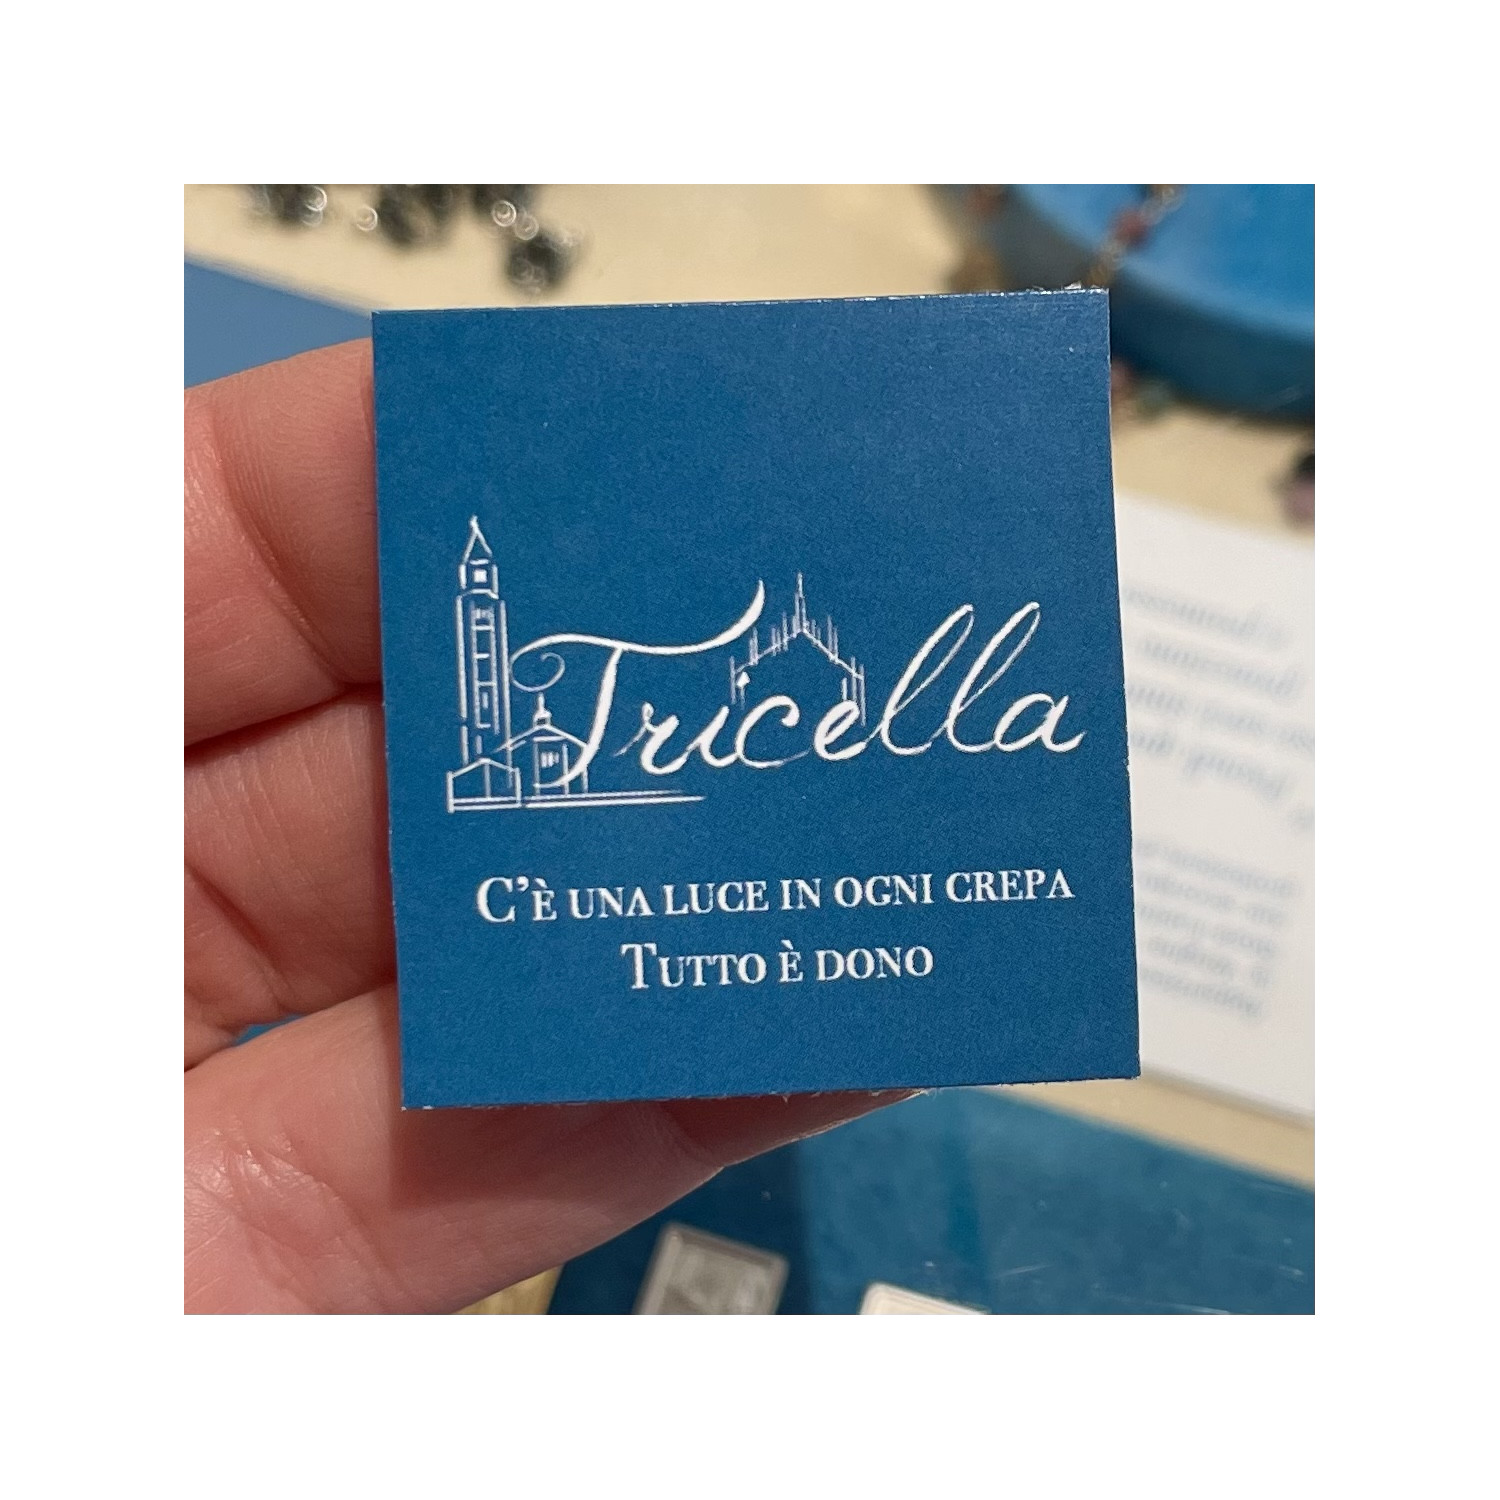 Tricella
C'È UNA LUCE IN OGNI CREPA
TUTTO È DONO